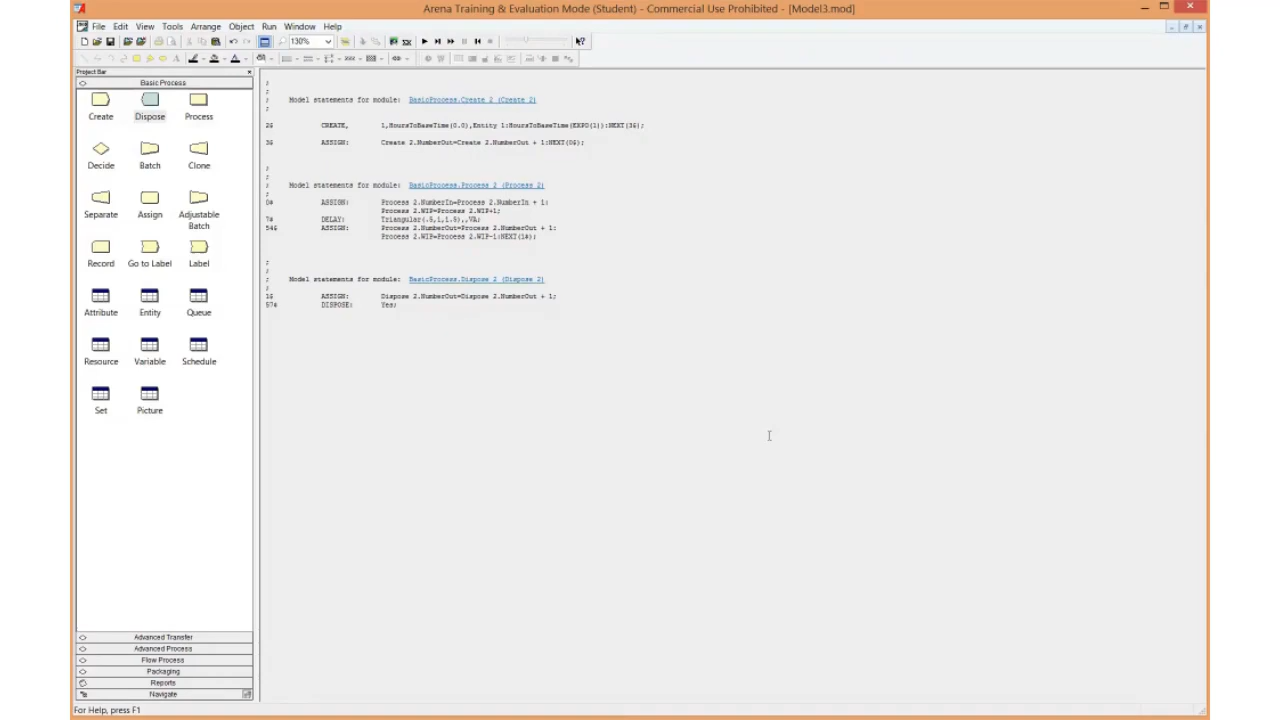 Arena Training & Evaluation Mode (Student) - Commercial Use Prohibited - [Model3.mod]
File Edit View Tools Arrange Object Run Window Help
130%
Project Bar
Basic Process
Create Dispose Process
Decide Batch Clone
Separate Assign Adjustable Batch
Record Go to Label Label
Attribute Entity Queue
Resource Variable Schedule
Set Picture
Advanced Transfer
Advanced Process
Flow Process
Packaging
Reports
Navigate
;
;
; Model statements for module: BasicProcess.Create 2 (Create 2)
;
2$ CREATE, 1,HoursToBaseTime(0.0),Entity 1:HoursToBaseTime(EXPO(1)):NEXT(3$);
3$ ASSIGN: Create 2.NumberOut=Create 2.NumberOut + 1:NEXT(0$);
;
;
; Model statements for module: BasicProcess.Process 2 (Process 2)
;
0$ ASSIGN: Process 2.NumberIn=Process 2.NumberIn + 1:
Process 2.WIP=Process 2.WIP+1;
7$ DELAY: Triangular(.5,1,1.5),,VA;
54$ ASSIGN: Process 2.NumberOut=Process 2.NumberOut + 1:
Process 2.WIP=Process 2.WIP-1:NEXT(1$);
;
;
; Model statements for module: BasicProcess.Dispose 2 (Dispose 2)
;
1$ ASSIGN: Dispose 2.NumberOut=Dispose 2.NumberOut + 1;
57$ DISPOSE: Yes;
For Help, press F1